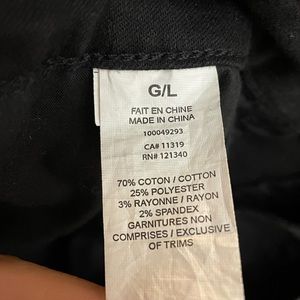 G/L
FAIT EN CHINE
MADE IN CHINA
100049293
CA# 11319
RN# 121340
70% COTON / COTTON
25% POLYESTER
3% RAYONNE / RAYON
2% SPANDEX
GARNITURES NON
COMPRISES / EXCLUSIVE
OF TRIMS